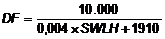 DF = 10.000
0,004 x SWLH + 1910